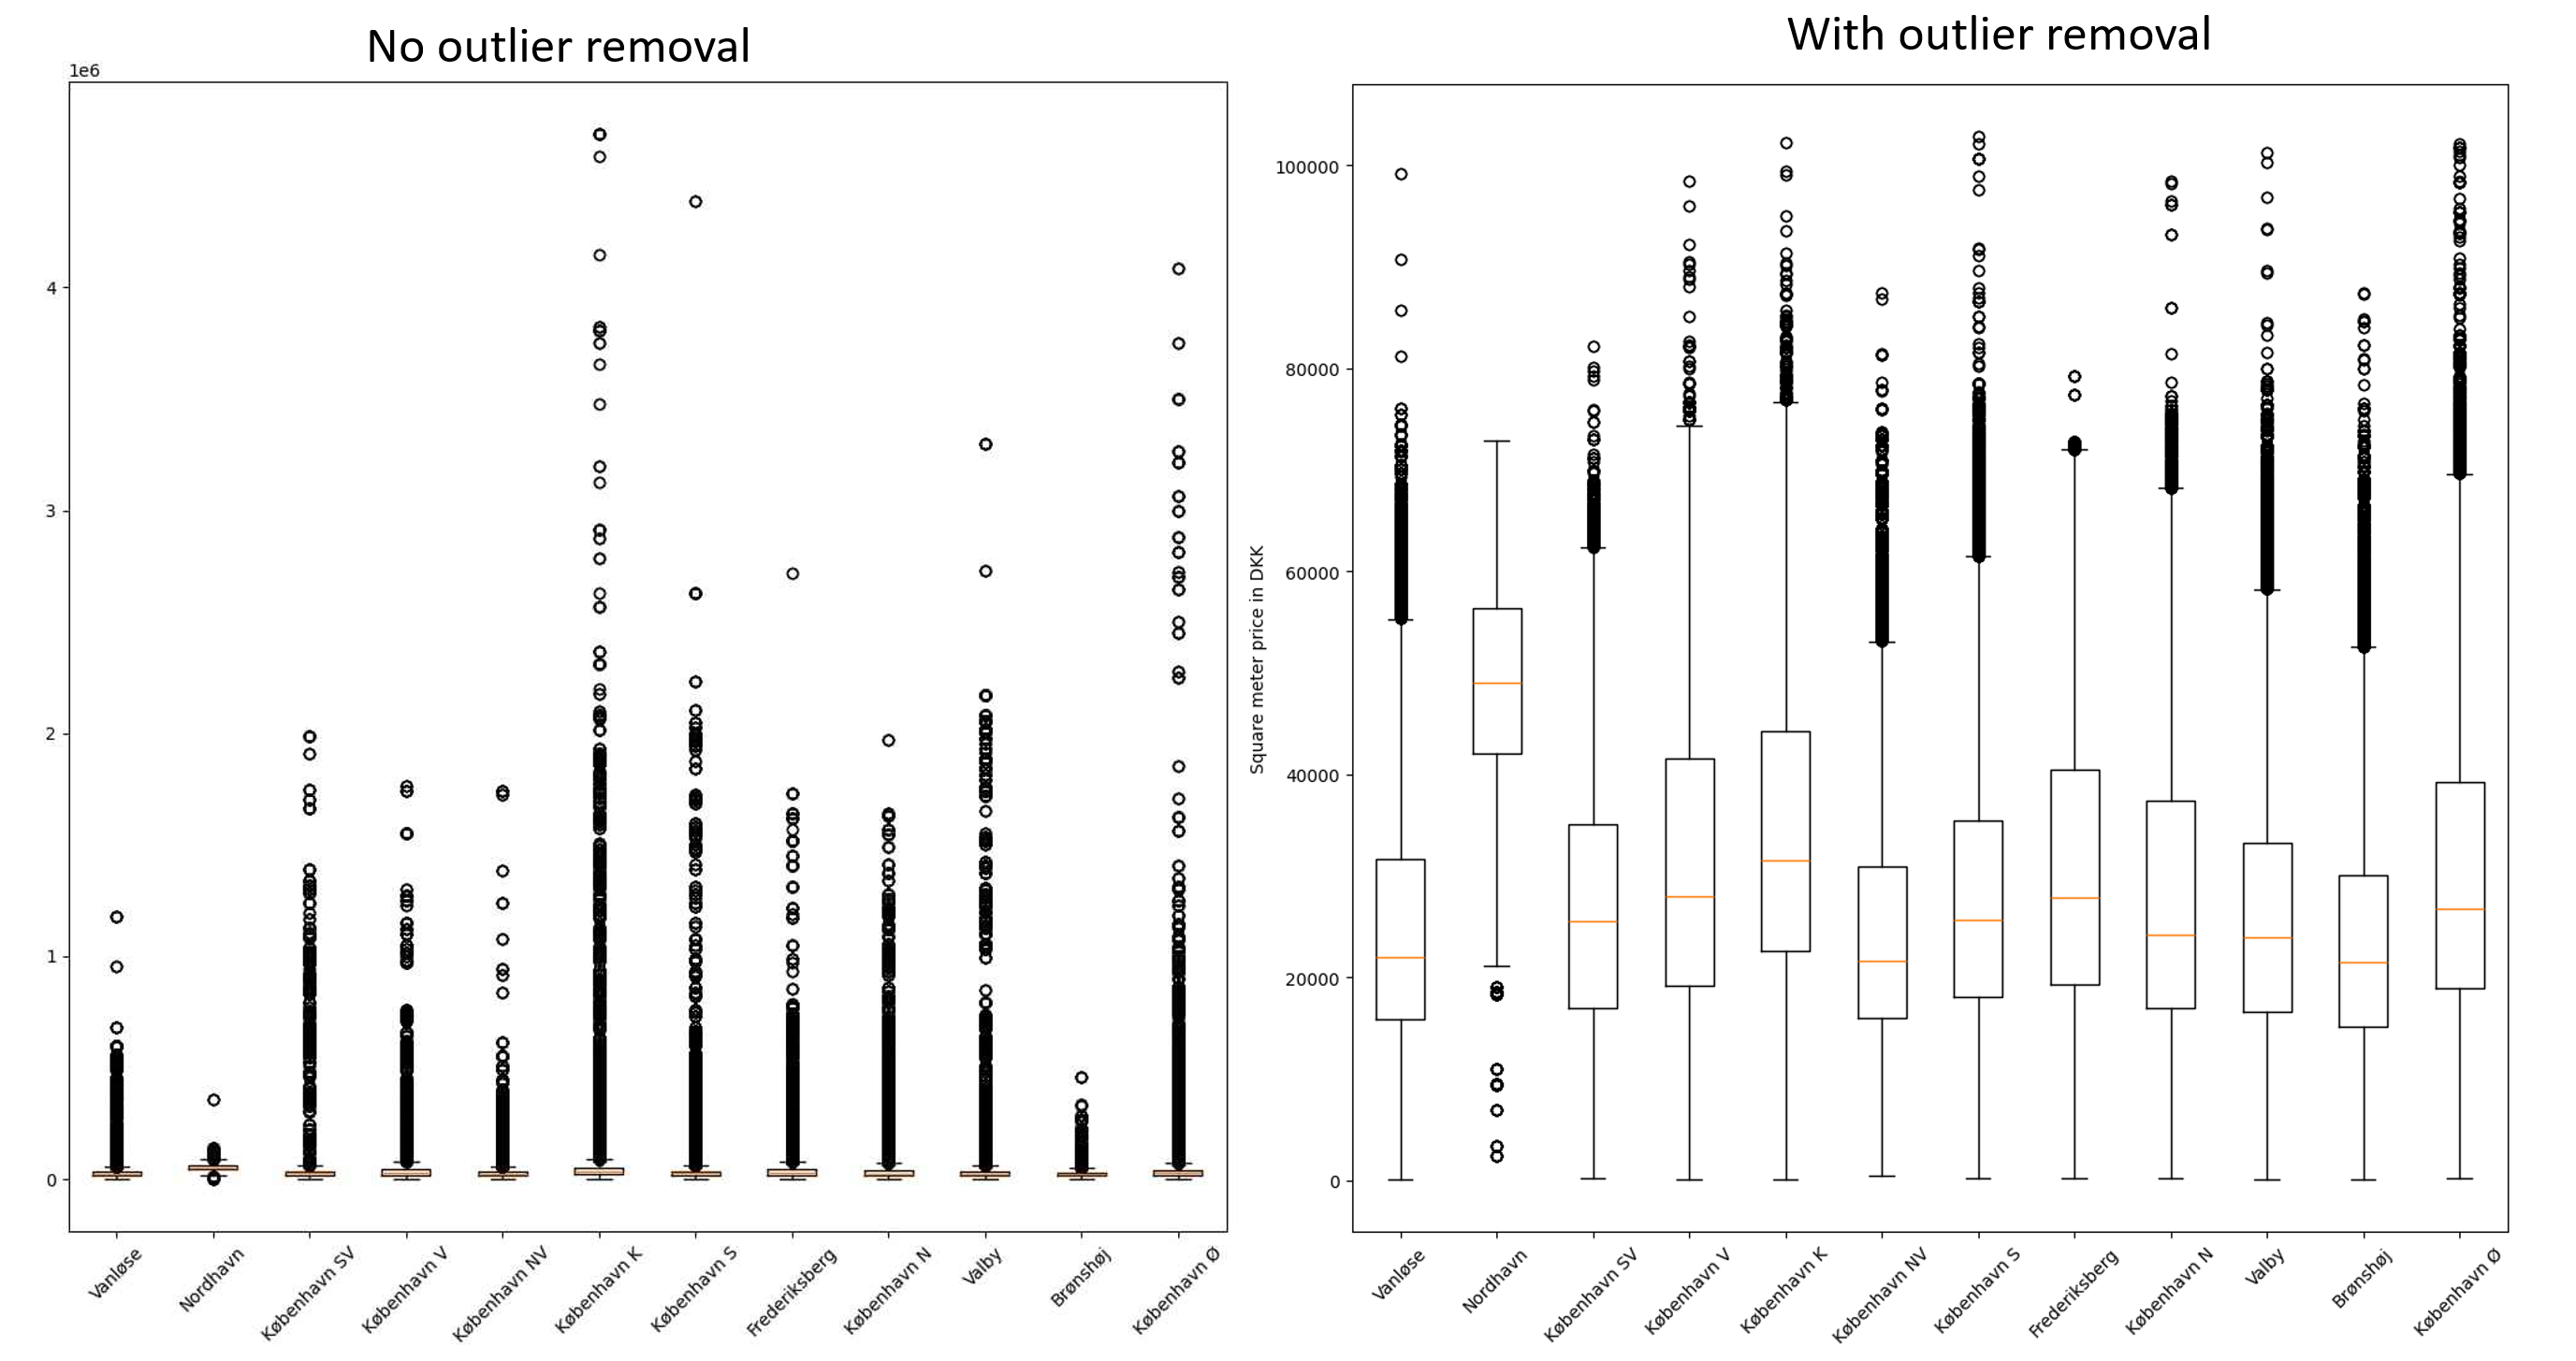 No outlier removal
1e6
4
3
2
1
0
Vanløse
Nordhavn
København SV
København V
København NV
København K
København S
Frederiksberg
København N
Valby
Brønshøj
København Ø
With outlier removal
Square meter price in DKK
100000
80000
60000
40000
20000
0
Vanløse
Nordhavn
København SV
København V
København K
København NV
København S
Frederiksberg
København N
Valby
Brønshøj
København Ø